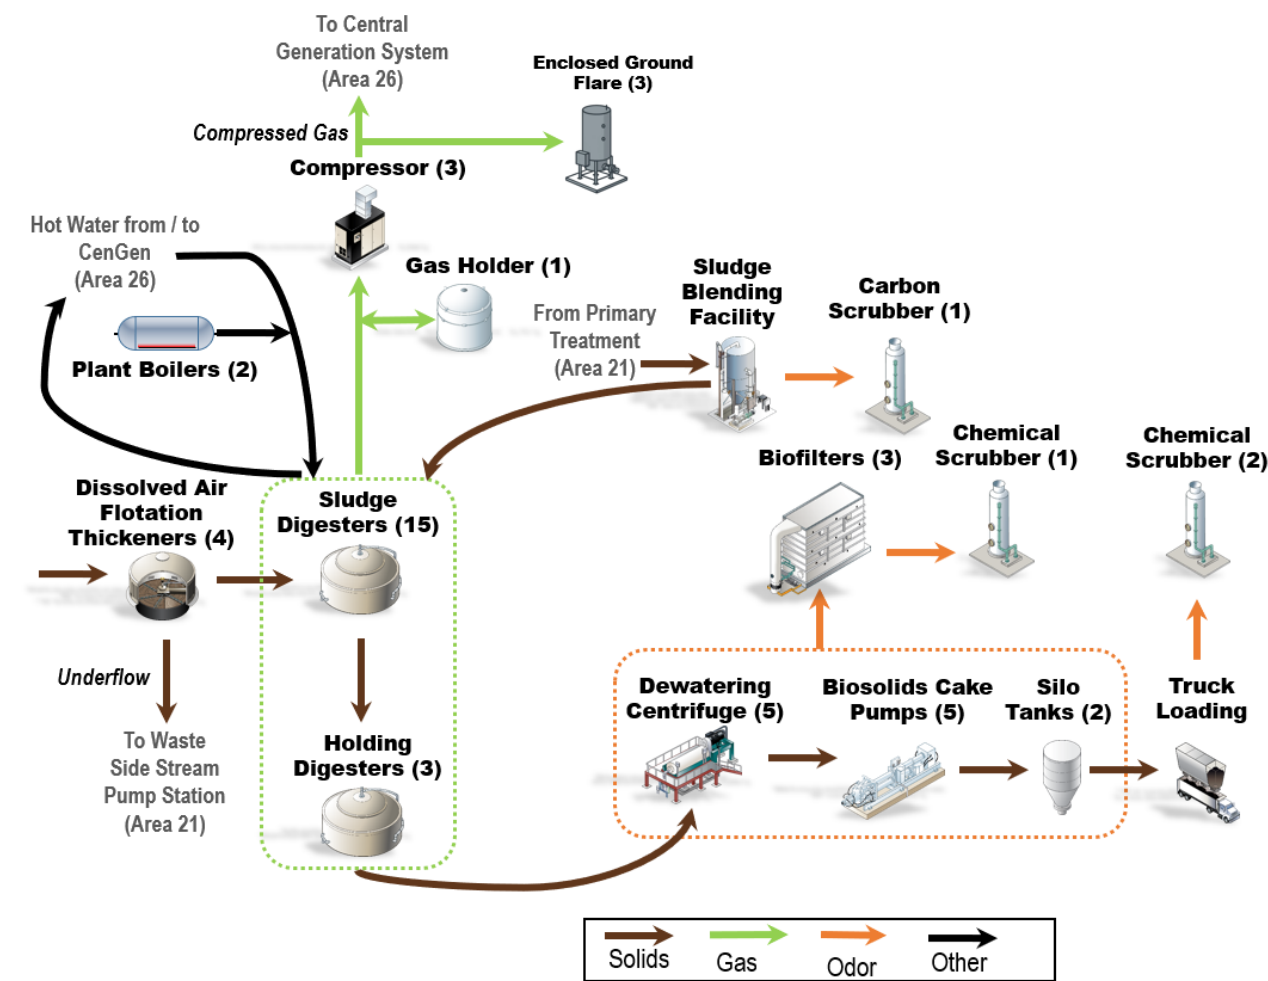 To Central
Generation System
(Area 26)
Enclosed Ground
Flare (3)
Compressed Gas
Compressor (3)
Hot Water from / to
CenGen
(Area 26)
Gas Holder (1)
Sludge
Blending
Facility
Carbon
Scrubber (1)
From Primary
Treatment
(Area 21)
Plant Boilers (2)
Biofilters (3)
Chemical
Scrubber (1)
Chemical
Scrubber (2)
Dissolved Air
Flotation
Thickeners (4)
Sludge
Digesters (15)
Underflow
To Waste
Side Stream
Pump Station
(Area 21)
Holding
Digesters (3)
Dewatering
Centrifuge (5)
Biosolids Cake
Pumps (5)
Silo
Tanks (2)
Truck
Loading
Solids
Gas
Odor
Other